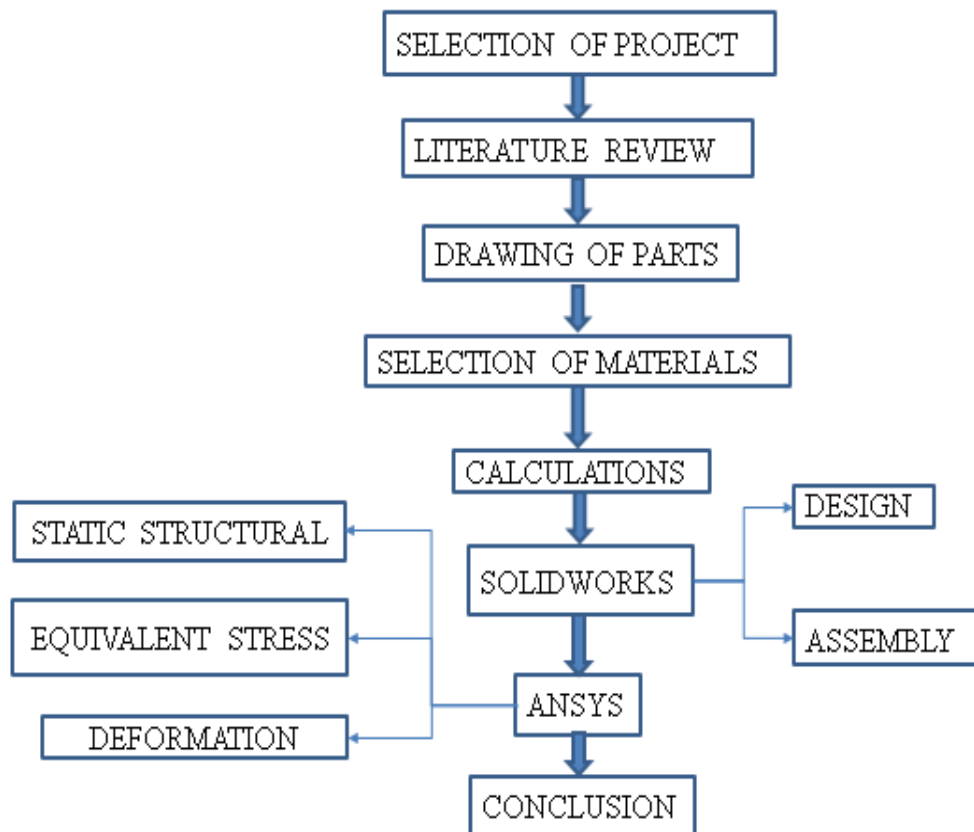 SELECTION OF PROJECT
LITERATURE REVIEW
DRAWING OF PARTS
SELECTION OF MATERIALS
CALCULATIONS
SOLIDWORKS
DESIGN
ASSEMBLY
ANSYS
STATIC STRUCTURAL
EQUIVALENT STRESS
DEFORMATION
CONCLUSION